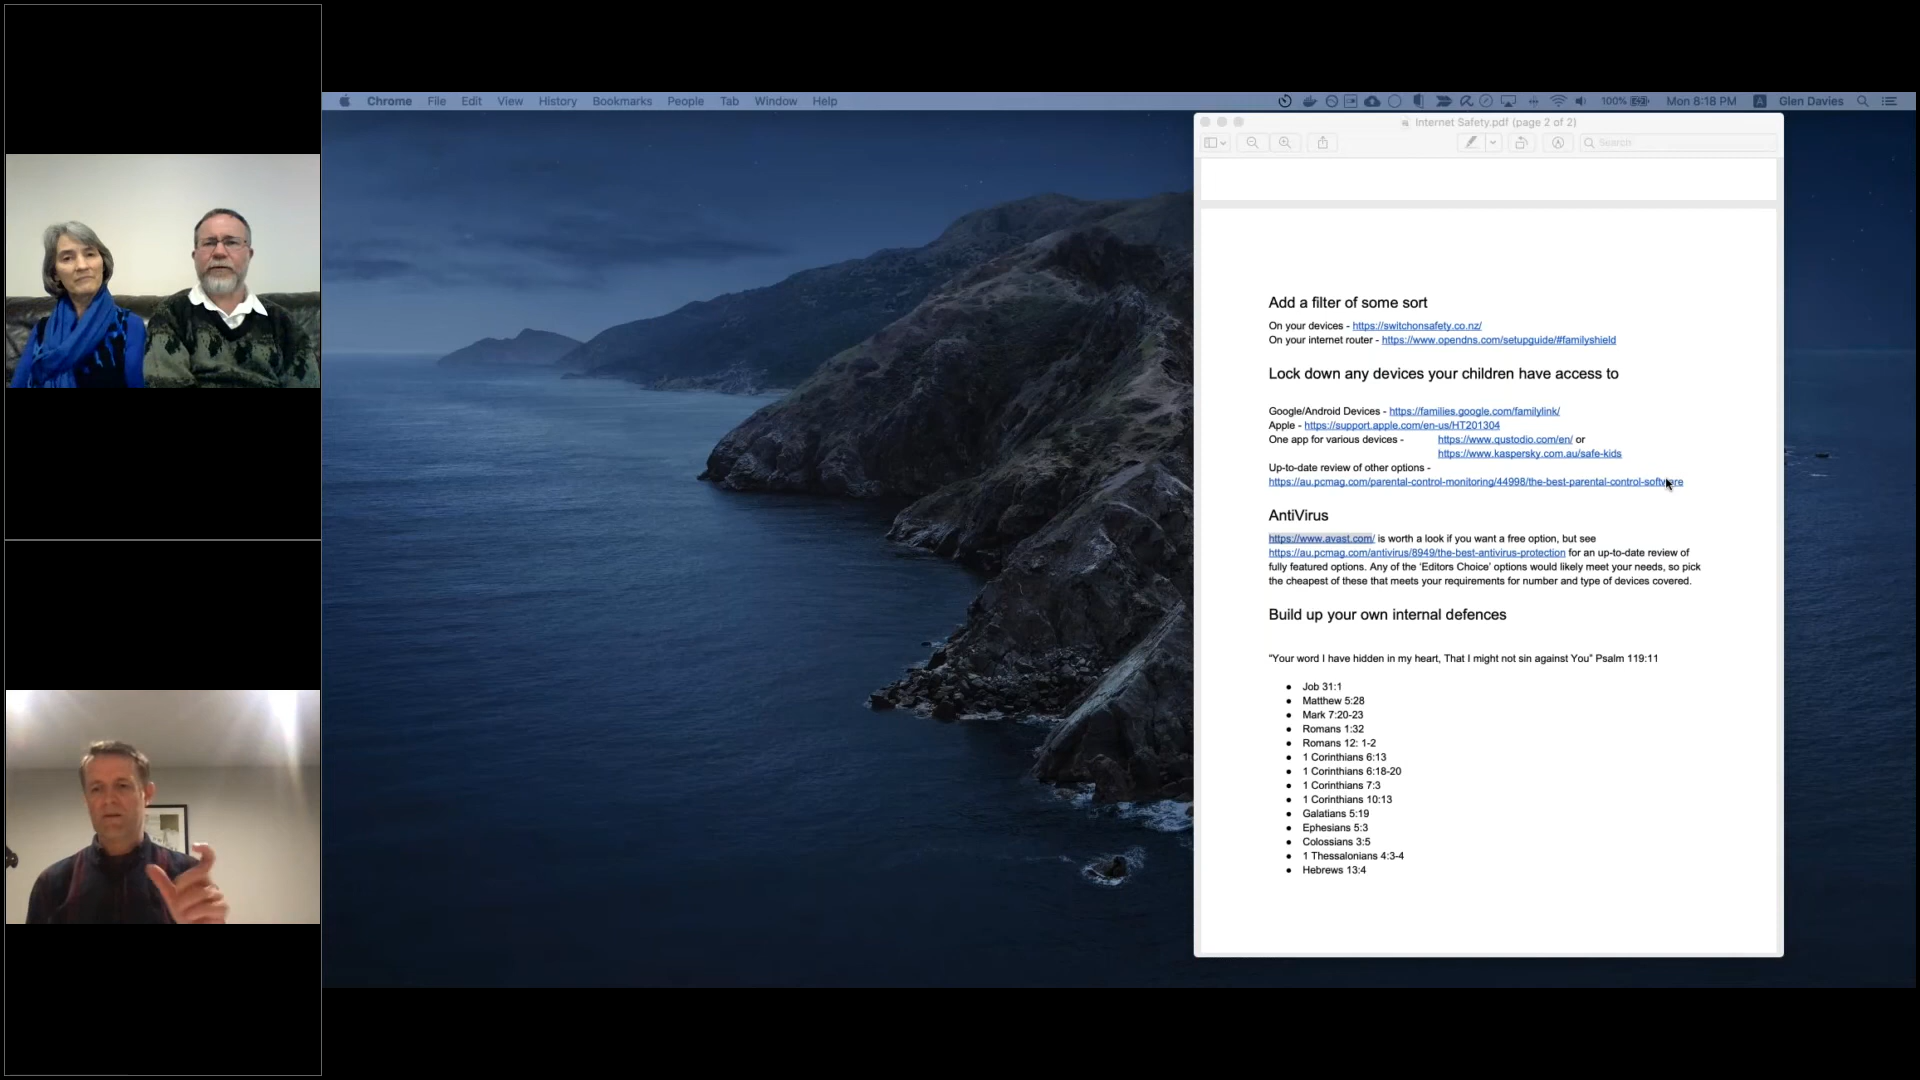 Chrome File Edit View History Bookmarks People Tab Window Help
100% Mon 8:18 PM A Glen Davies
Internet Safety.pdf (page 2 of 2)
Search
Add a filter of some sort
On your devices - https://switchonsafety.co.nz/
On your internet router - https://www.opendns.com/setupguide/#familyshield
Lock down any devices your children have access to
Google/Android Devices - https://families.google.com/familylink/
Apple - https://support.apple.com/en-us/HT201304
One app for various devices - https://www.qustodio.com/en/ or
https://www.kaspersky.com.au/safe-kids
Up-to-date review of other options -
https://au.pcmag.com/parental-control-monitoring/44998/the-best-parental-control-software
AntiVirus
https://www.avast.com/ is worth a look if you want a free option, but see
https://au.pcmag.com/antivirus/8949/the-best-antivirus-protection for an up-to-date review of
fully featured options. Any of the ‘Editors Choice’ options would likely meet your needs, so pick
the cheapest of these that meets your requirements for number and type of devices covered.
Build up your own internal defences
“Your word I have hidden in my heart, That I might not sin against You” Psalm 119:11
● Job 31:1
● Matthew 5:28
● Mark 7:20-23
● Romans 1:32
● Romans 12: 1-2
● 1 Corinthians 6:13
● 1 Corinthians 6:18-20
● 1 Corinthians 7:3
● 1 Corinthians 10:13
● Galatians 5:19
● Ephesians 5:3
● Colossians 3:5
● 1 Thessalonians 4:3-4
● Hebrews 13:4